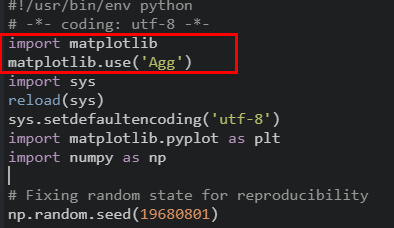 #!/usr/bin/env python
# -*- coding: utf-8 -*-
import matplotlib
matplotlib.use('Agg')
import sys
reload(sys)
sys.setdefaultencoding('utf-8')
import matplotlib.pyplot as plt
import numpy as np
# Fixing random state for reproducibility
np.random.seed(19680801)